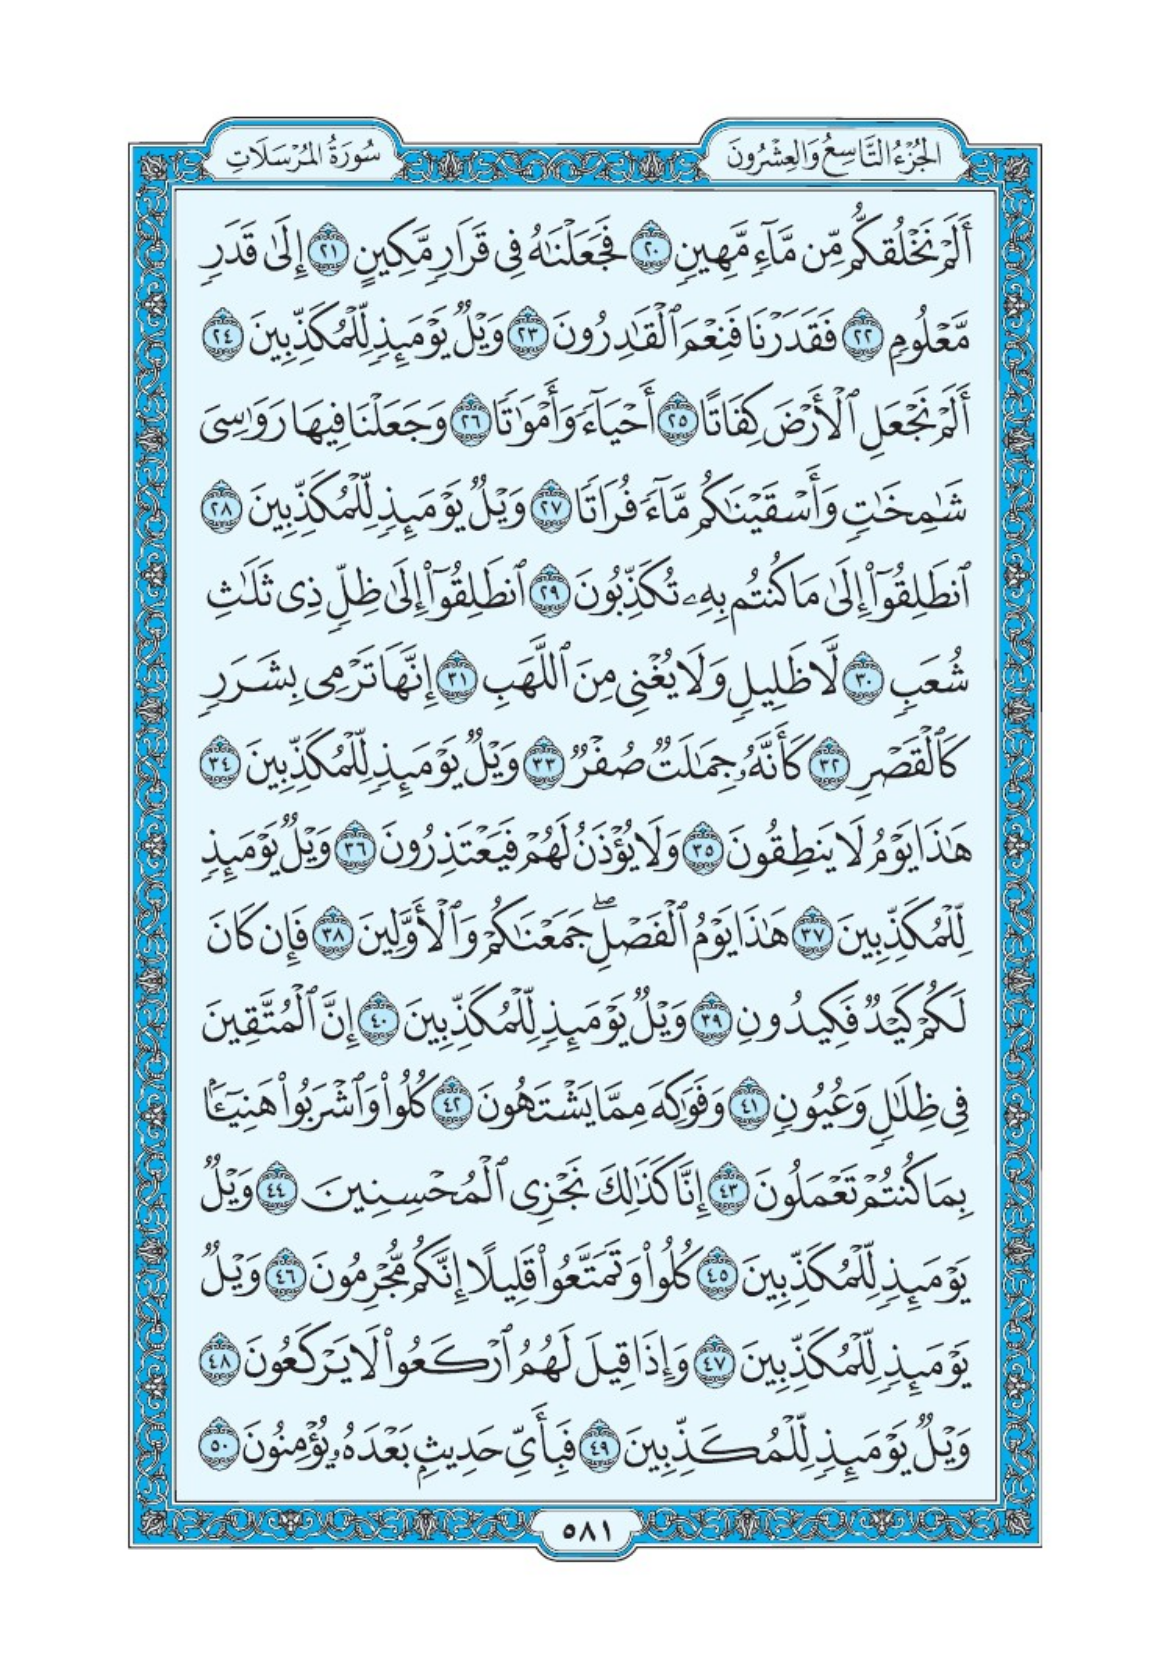 الجُزْءُ التَّاسِعُ وَالعِشْرُونَ
سُورَةُ المُرْسَلَاتِ
أَلَمْ نَخْلُقكُّم مِّن مَّآءٍ مَّهِينٍ ٢٠ فَجَعَلْنَٰهُ فِى قَرَارٍ مَّكِينٍ ٢١ إِلَىٰ قَدَرٍ
مَّعْلُومٍ ٢٢ فَقَدَرْنَا فَنِعْمَ ٱلْقَٰدِرُونَ ٢٣ وَيْلٌ يَوْمَئِذٍ لِّلْمُكَذِّبِينَ ٢٤
أَلَمْ نَجْعَلِ ٱلْأَرْضَ كِفَاتًا ٢٥ أَحْيَآءً وَأَمْوَٰتًا ٢٦ وَجَعَلْنَا فِيهَا رَوَٰسِىَ
شَٰمِخَٰتٍ وَأَسْقَيْنَٰكُم مَّآءً فُرَاتًا ٢٧ وَيْلٌ يَوْمَئِذٍ لِّلْمُكَذِّبِينَ ٢٨
ٱنطَلِقُوٓا۟ إِلَىٰ مَا كُنتُم بِهِۦ تُكَذِّبُونَ ٢٩ ٱنطَلِقُوٓا۟ إِلَىٰ ظِلٍّ ذِى ثَلَٰثِ
شُعَبٍ ٣٠ لَّا ظَلِيلٍ وَلَا يُغْنِى مِنَ ٱللَّهَبِ ٣١ إِنَّهَا تَرْمِى بِشَرَرٍ
كَٱلْقَصْرِ ٣٢ كَأَنَّهُۥ جِمَٰلَتٌ صُفْرٌ ٣٣ وَيْلٌ يَوْمَئِذٍ لِّلْمُكَذِّبِينَ ٣٤
هَٰذَا يَوْمُ لَا يَنطِقُونَ ٣٥ وَلَا يُؤْذَنُ لَهُمْ فَيَعْتَذِرُونَ ٣٦ وَيْلٌ يَوْمَئِذٍ
لِّلْمُكَذِّبِينَ ٣٧ هَٰذَا يَوْمُ ٱلْفَصْلِ ۖ جَمَعْنَٰكُمْ وَٱلْأَوَّلِينَ ٣٨ فَإِن كَانَ
لَكُمْ كَيْدٌ فَكِيدُونِ ٣٩ وَيْلٌ يَوْمَئِذٍ لِّلْمُكَذِّبِينَ ٤٠ إِنَّ ٱلْمُتَّقِينَ
فِى ظِلَٰلٍ وَعُيُونٍ ٤١ وَفَوَٰكِهَ مِمَّا يَشْتَهُونَ ٤٢ كُلُوا۟ وَٱشْرَبُوا۟ هَنِيٓـًٔۢا
بِمَا كُنتُمْ تَعْمَلُونَ ٤٣ إِنَّا كَذَٰلِكَ نَجْزِى ٱلْمُحْسِنِينَ ٤٤ وَيْلٌ
يَوْمَئِذٍ لِّلْمُكَذِّبِينَ ٤٥ كُلُوا۟ وَتَمَتَّعُوا۟ قَلِيلًا إِنَّكُم مُّجْرِمُونَ ٤٦ وَيْلٌ
يَوْمَئِذٍ لِّلْمُكَذِّبِينَ ٤٧ وَإِذَا قِيلَ لَهُمُ ٱرْكَعُوا۟ لَا يَرْكَعُونَ ٤٨
وَيْلٌ يَوْمَئِذٍ لِّلْمُكَذِّبِينَ ٤٩ فَبِأَىِّ حَدِيثٍۭ بَعْدَهُۥ يُؤْمِنُونَ ٥٠
٥٨١